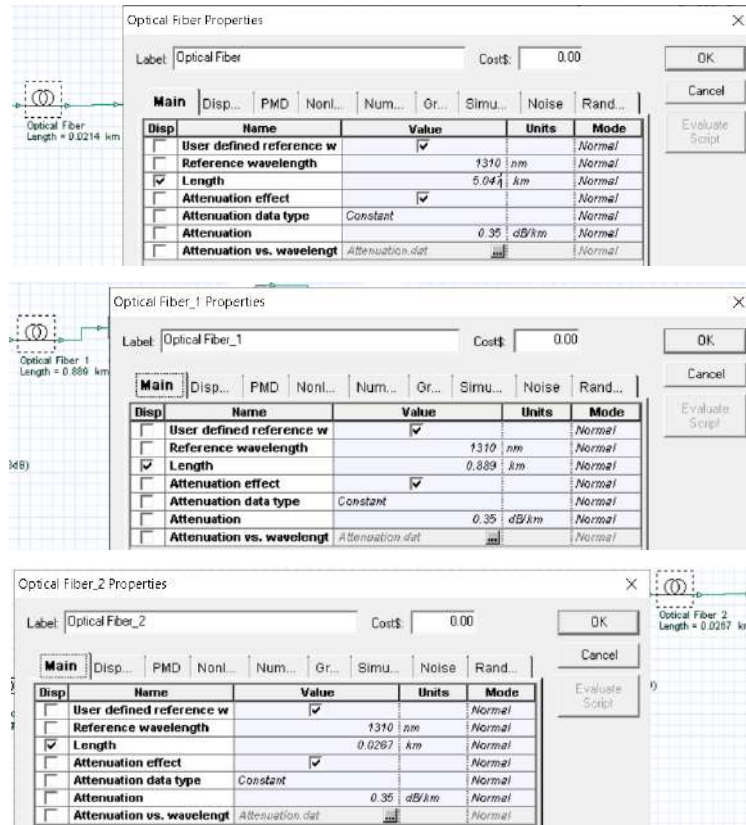 Optical Fiber Properties
Label: Optical Fiber Cost$: 0.00 OK
Cancel
Evaluate Script
Optical Fiber
Length = 0.0214 km
Main Disp... PMD Nonl... Num... Gr... Simu... Noise Rand...
Disp Name Value Units Mode
User defined reference w Normal
Reference wavelength 1310 nm Normal
Length km Normal
Attenuation effect Normal
Attenuation data type Constant Normal
Attenuation 0.35 dB/km Normal
Attenuation vs. wavelengt Attenuation.dat ... Normal
Optical Fiber_1 Properties
Label: Optical Fiber_1 Cost$: 0.00 OK
Cancel
Evaluate Script
Optical Fiber 1
Length = 0.889 km
3dB)
Main Disp... PMD Nonl... Num... Gr... Simu... Noise Rand...
Disp Name Value Units Mode
User defined reference w Normal
Reference wavelength 1310 nm Normal
Length 0.889 km Normal
Attenuation effect Normal
Attenuation data type Constant Normal
Attenuation 0.35 dB/km Normal
Attenuation vs. wavelengt Attenuation.dat ... Normal
Optical Fiber_2 Properties
Label: Optical Fiber_2 Cost$: 0.00 OK
Cancel
Evaluate Script
Optical Fiber 2
Length = 0.0267 km
Main Disp... PMD Nonl... Num... Gr... Simu... Noise Rand...
Disp Name Value Units Mode
User defined reference w Normal
Reference wavelength 1310 nm Normal
Length 0.0267 km Normal
Attenuation effect Normal
Attenuation data type Constant Normal
Attenuation 0.35 dB/km Normal
Attenuation vs. wavelengt Attenuation.dat ... Normal